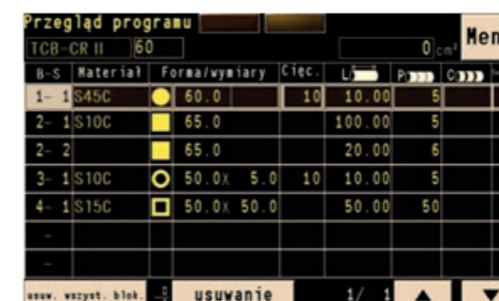 Przegląd programu
TCB-CR II 60 0 cm² Men
B-S Materiał Forma/wymiary Cięc. L P C
1- 1 S45C 60.0 10 10.00 5
2- 1 S10C 65.0 100.00 5
2- 2 65.0 20.00 6
3- 1 S10C 50.0X 5.0 10 10.00 5
4- 1 S15C 50.0X 50.0 50.00 50
-
-
usuw. wszyst. blok. usuwanie 1/ 1